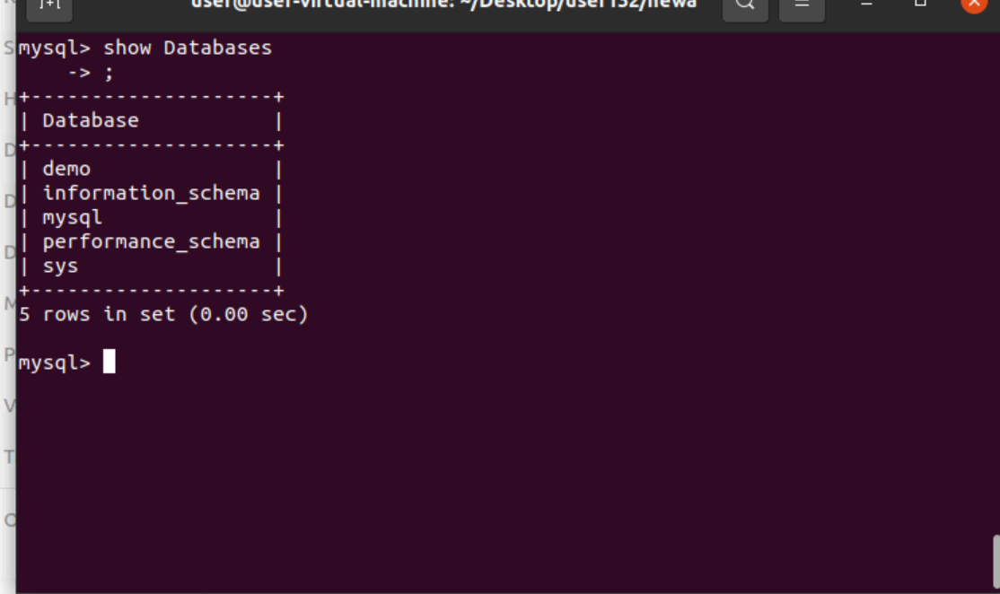 user@user-virtual-machine: ~/Desktop/user132/newa
mysql> show Databases
    -> ;
+--------------------+
| Database           |
+--------------------+
| demo               |
| information_schema |
| mysql              |
| performance_schema |
| sys                |
+--------------------+
5 rows in set (0.00 sec)
mysql>
S
H
D
D
D
M
P
V
T
O